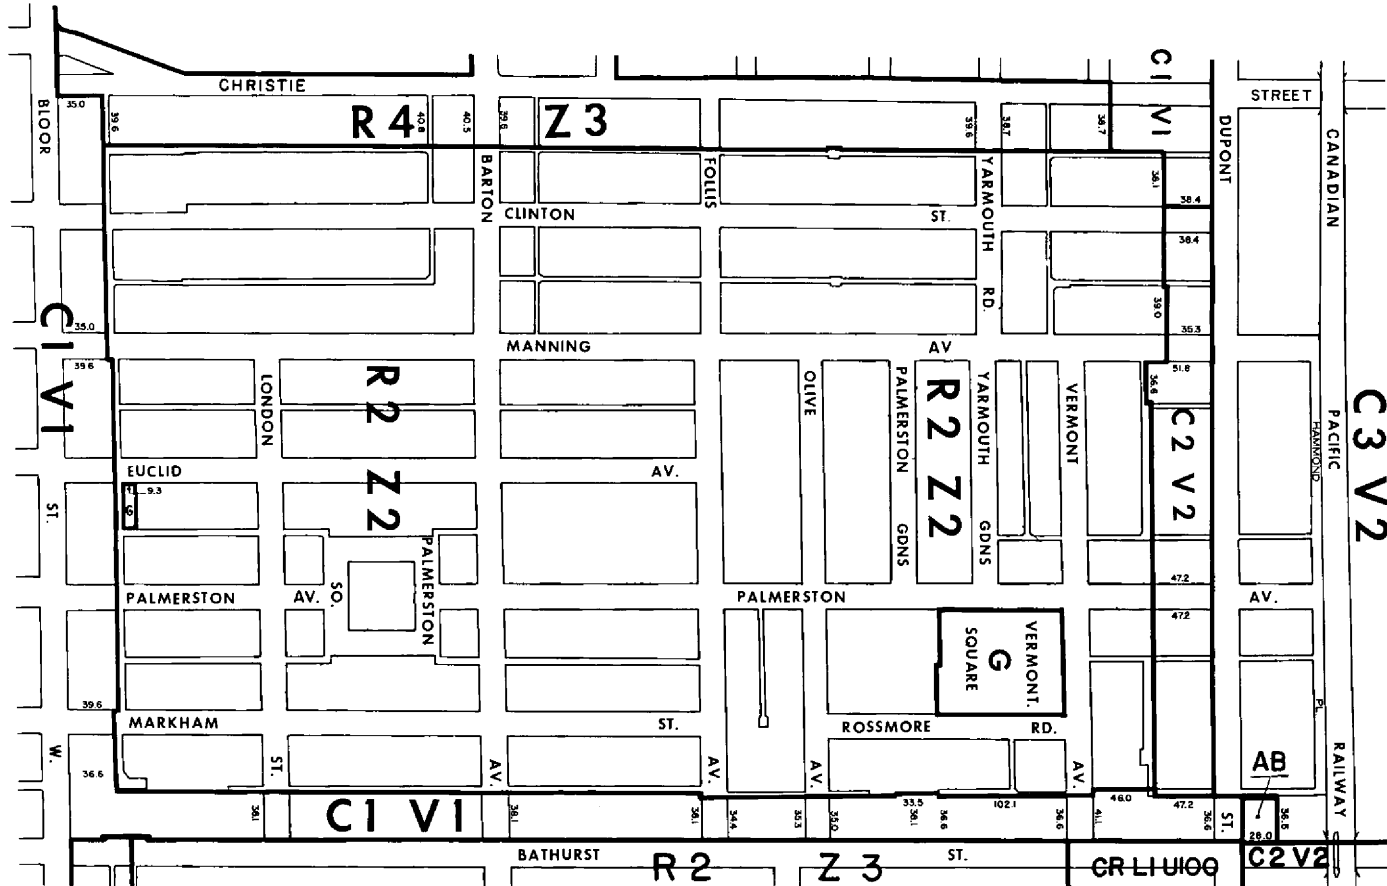 CHRISTIE
STREET
C1
V1
35.0
39.6
R4
40.8
40.5
39.6
Z3
39.6
38.7
38.7
BLOOR
DUPONT
CANADIAN
BARTON
FOLLIS
YARMOUTH
38.1
38.4
CLINTON
ST.
38.4
RD.
39.0
C1 V1
35.0
35.3
MANNING
AV
39.6
51.8
36.6
LONDON
R2 Z2
OLIVE
PALMERSTON
GDNS
R2 Z2
YARMOUTH
GDNS
VERMONT
C2 V2
PACIFIC
HAMMOND
C3 V2
EUCLID
AV.
9.3
G
ST.
PALMERSTON
SQ.
47.2
PALMERSTON
AV.
PALMERSTON
AV.
47.2
VERMONT.
SQUARE
G
39.6
MARKHAM
ST.
ROSSMORE
RD.
PL
W.
36.6
ST.
AV.
AV.
AV.
AV.
AB
RAILWAY
C1 V1
38.1
38.1
38.1
34.4
35.3
35.0
33.5
38.1
36.6
102.1
36.6
41.1
46.0
47.2
36.6
ST.
36.5
28.0
BATHURST
ST.
R2
Z3
CR L1 U100
C2 V2